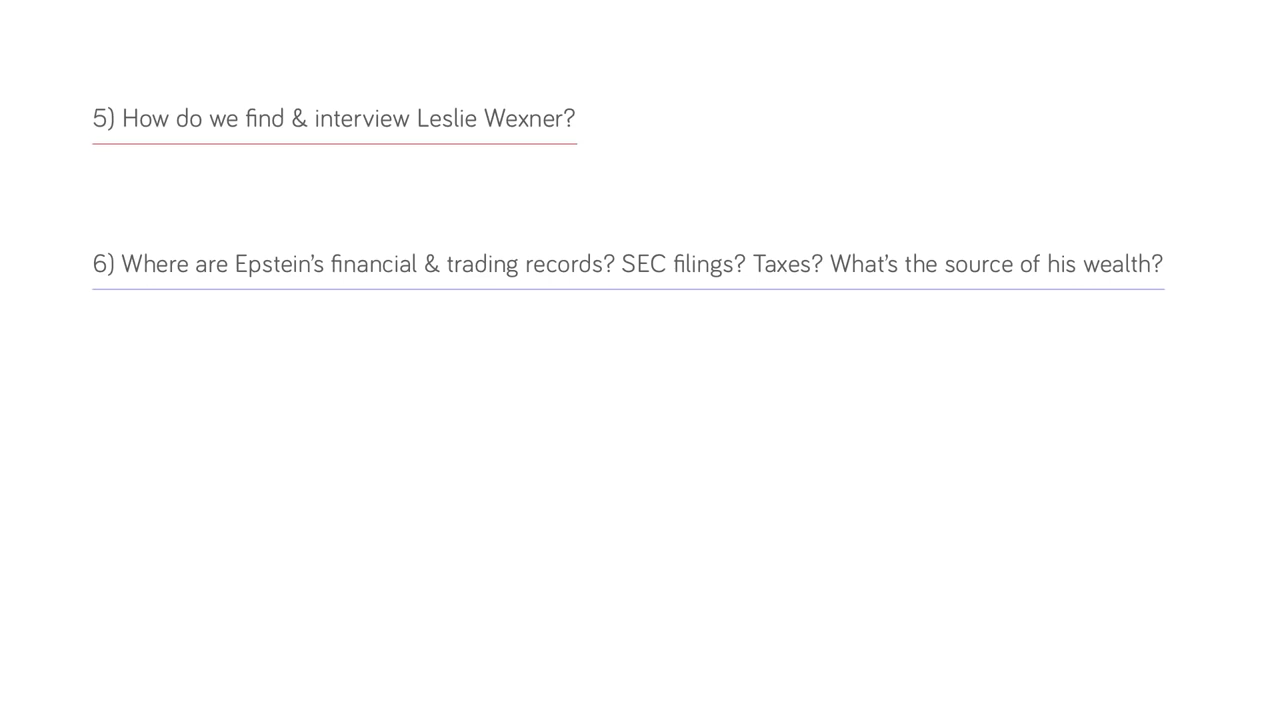 5) How do we find & interview Leslie Wexner?
6) Where are Epstein’s financial & trading records? SEC filings? Taxes? What’s the source of his wealth?